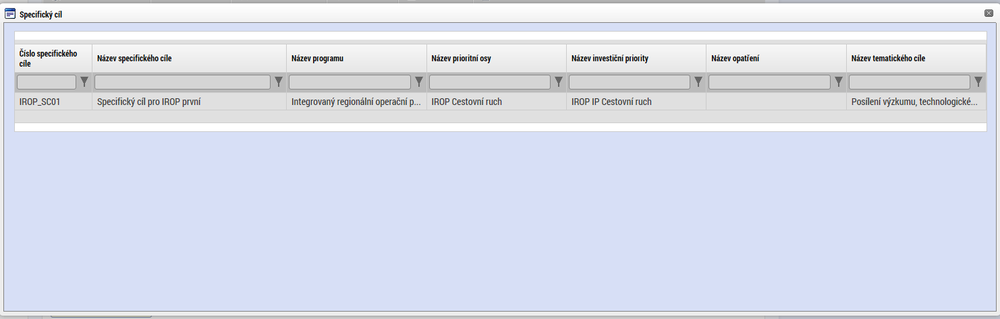 Specifický cíl
Číslo specifického
cíle
Název specifického cíle
Název programu
Název prioritní osy
Název investiční priority
Název opatření
Název tematického cíle
IROP_SC01
Specifický cíl pro IROP první
Integrovaný regionální operační p...
IROP Cestovní ruch
IROP IP Cestovní ruch
Posílení výzkumu, technologické...